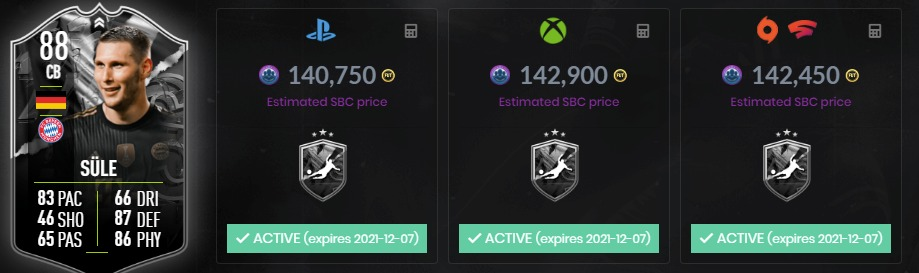 88
CB
SÜLE
83 PAC 66 DRI
46 SHO 87 DEF
65 PAS 86 PHY
140,750
Estimated SBC price
ACTIVE (expires 2021-12-07)
142,900
Estimated SBC price
ACTIVE (expires 2021-12-07)
142,450
Estimated SBC price
ACTIVE (expires 2021-12-07)